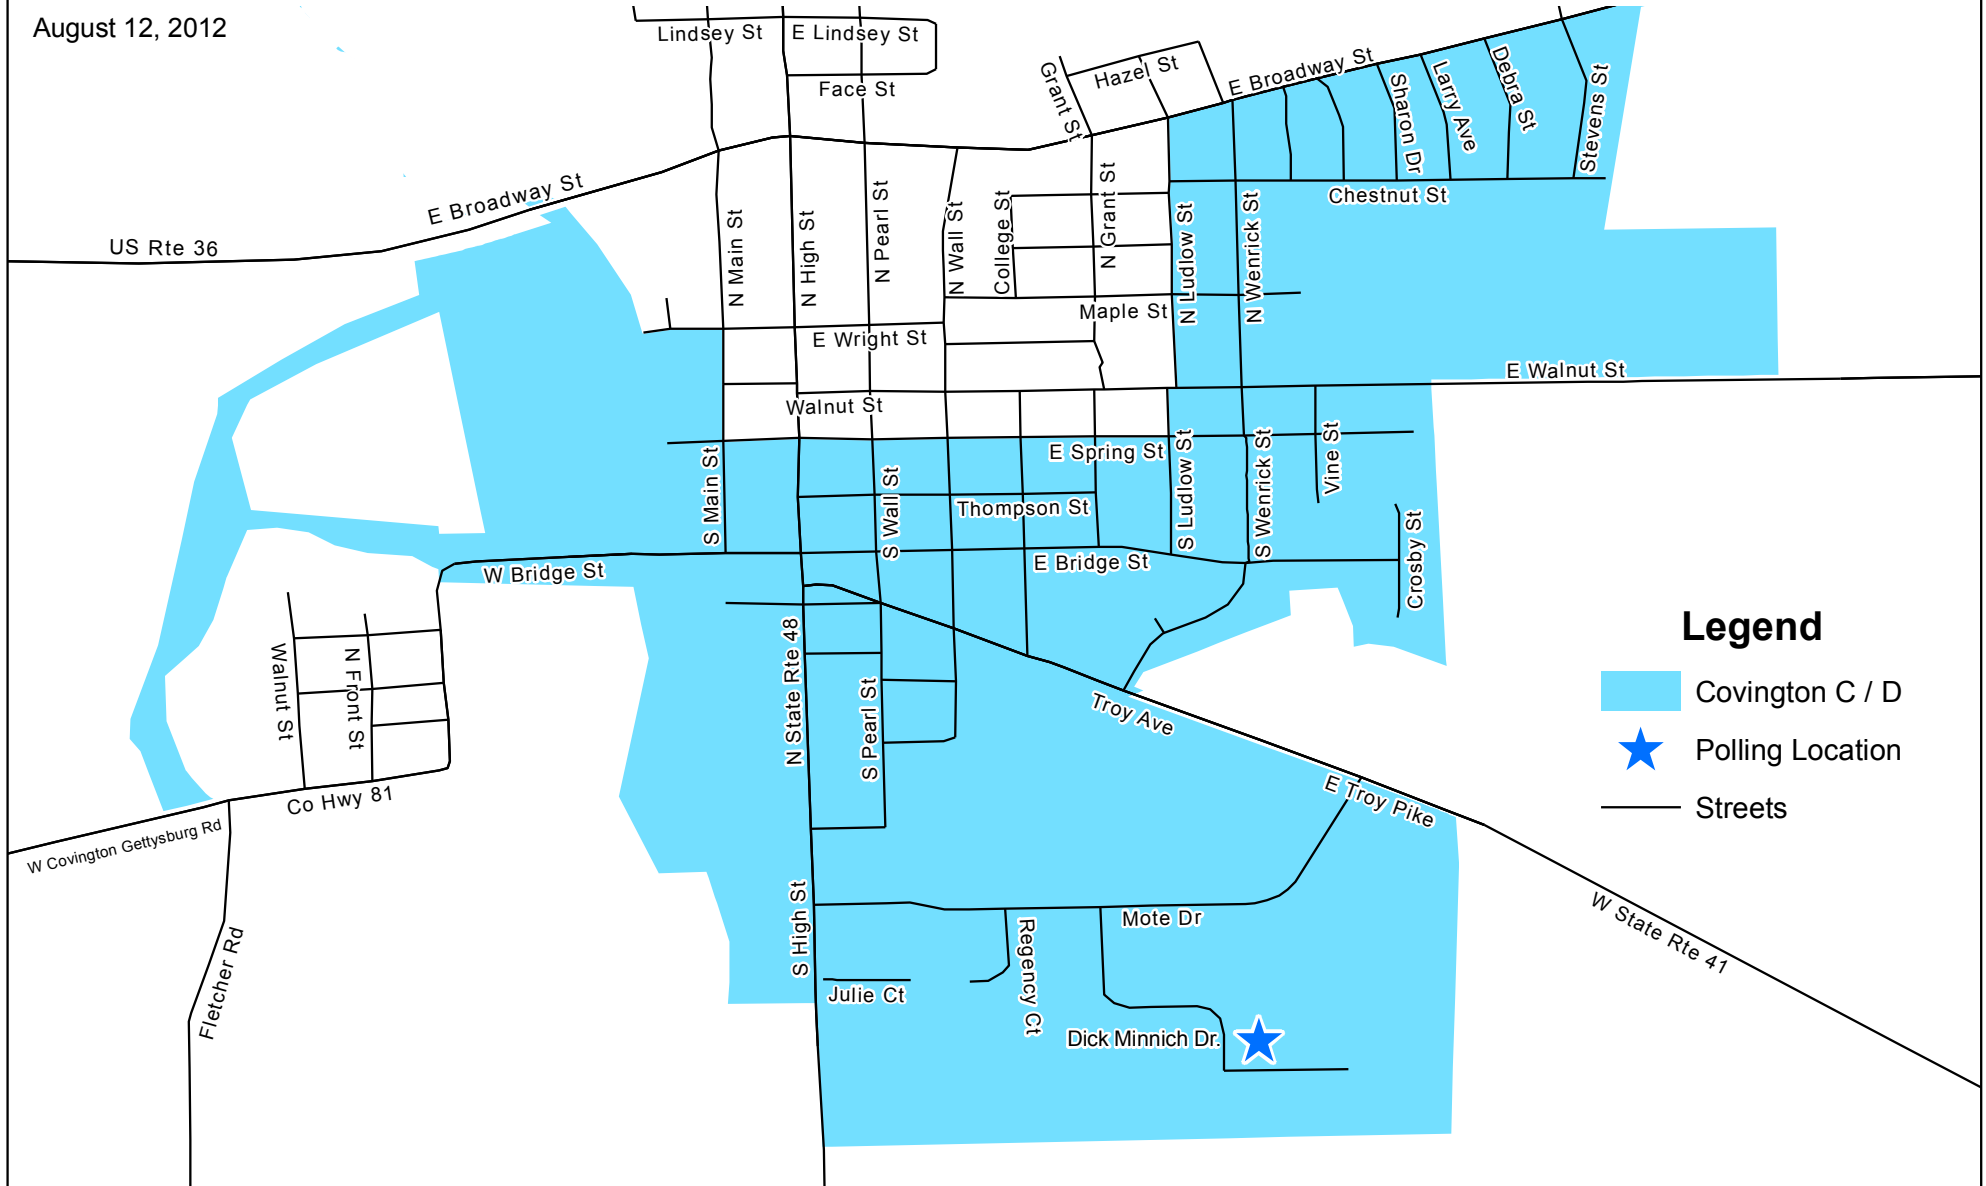 August 12, 2012
Lindsey St
E Lindsey St
Face St
Grant St
Hazel St
E Broadway St
Sharon Dr
Larry Ave
Debra St
Stevens St
Chestnut St
E Broadway St
US Rte 36
N Main St
N High St
N Pearl St
N Wall St
College St
N Grant St
N Ludlow St
N Wenrick St
Maple St
E Wright St
E Walnut St
Walnut St
E Spring St
S Main St
S Wall St
Thompson St
S Ludlow St
S Wenrick St
Vine St
Crosby St
W Bridge St
E Bridge St
Walnut St
N Front St
N State Rte 48
S Pearl St
Troy Ave
E Troy Pike
Co Hwy 81
W Covington Gettysburg Rd
Fletcher Rd
S High St
Mote Dr
Regency Ct
Julie Ct
Dick Minnich Dr.
W State Rte 41
Legend
Covington C / D
Polling Location
Streets